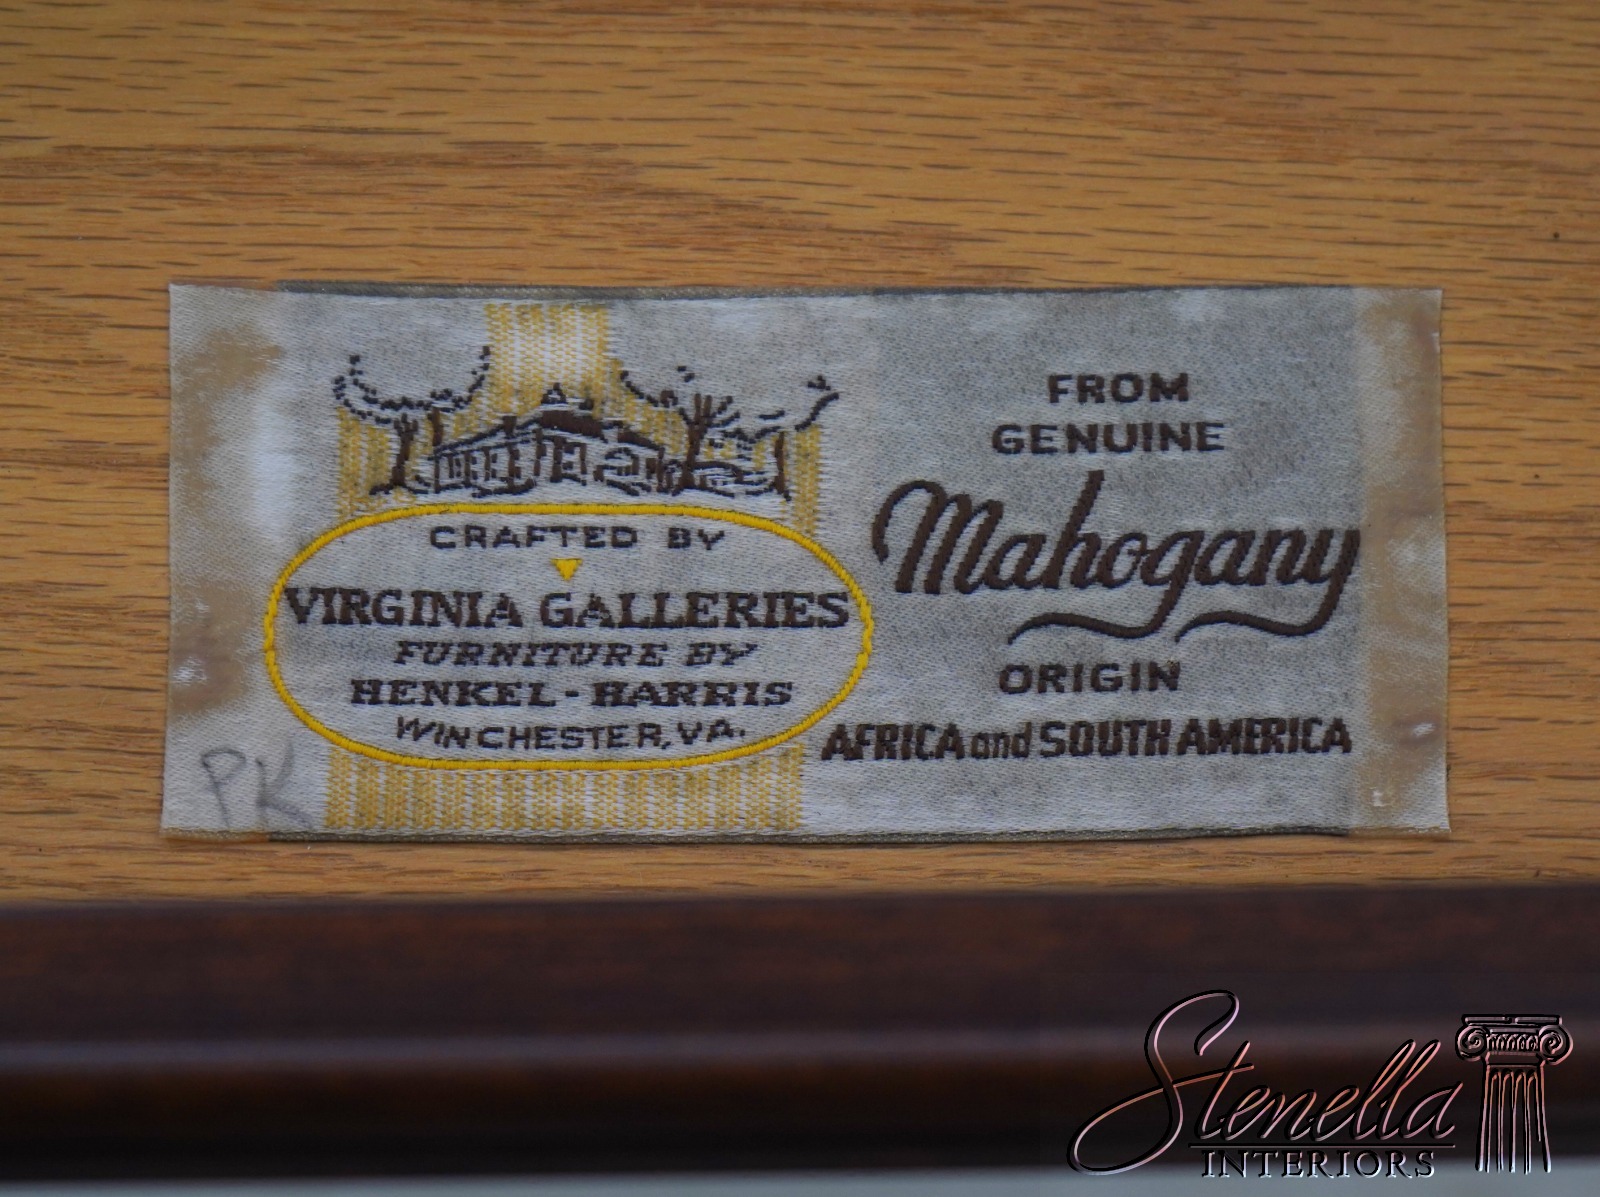 CRAFTED BY
VIRGINIA GALLERIES
FURNITURE BY
HENKEL-HARRIS
WINCHESTER, VA.
PK
FROM
GENUINE
Mahogany
ORIGIN
AFRICA and SOUTH AMERICA
Stenella
INTERIORS